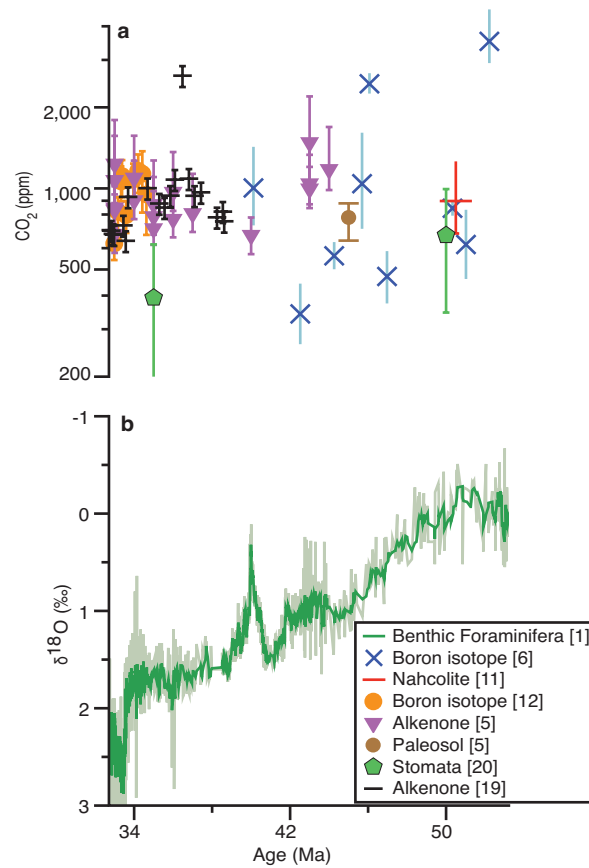 a
2,000
1,000
500
200
CO₂ (ppm)
b
-1
0
1
2
3
δ¹⁸O (‰)
Benthic Foraminifera [1]
Boron isotope [6]
Nahcolite [11]
Boron isotope [12]
Alkenone [5]
Paleosol [5]
Stomata [20]
Alkenone [19]
34
42
50
Age (Ma)